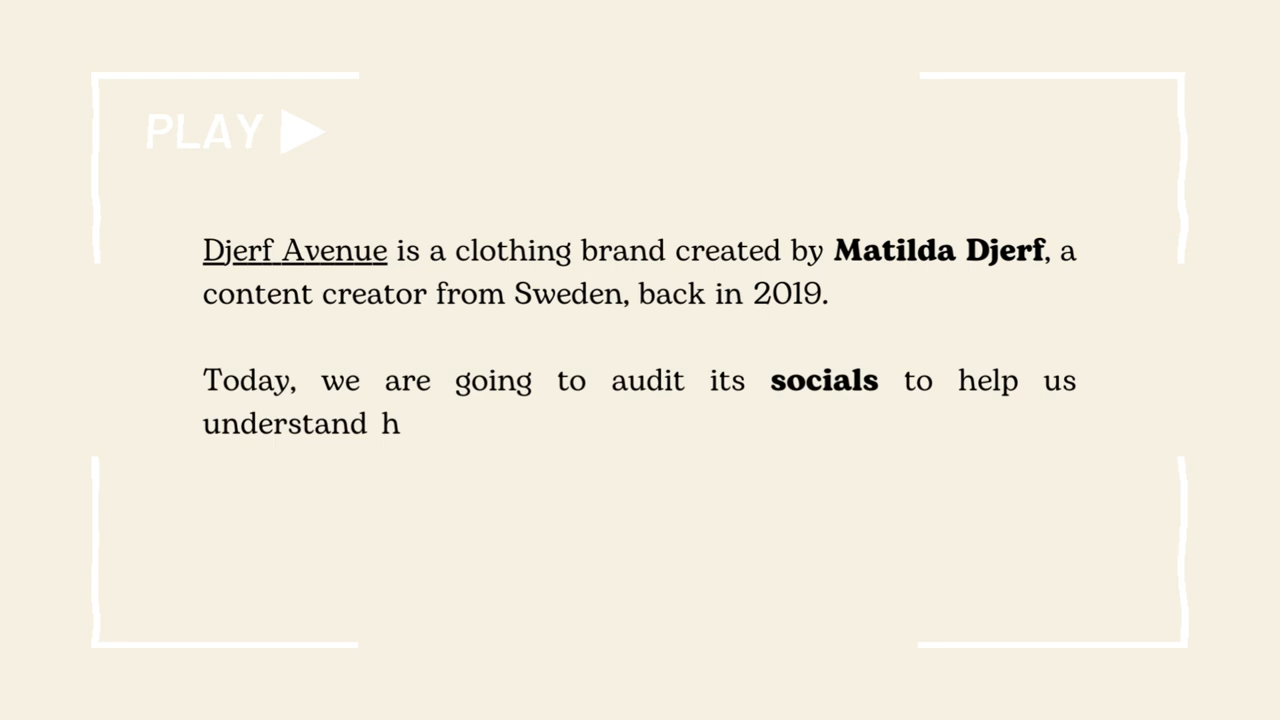 PLAY
Djerf Avenue is a clothing brand created by Matilda Djerf, a
content creator from Sweden, back in 2019.
Today, we are going to audit its socials to help us
understand h